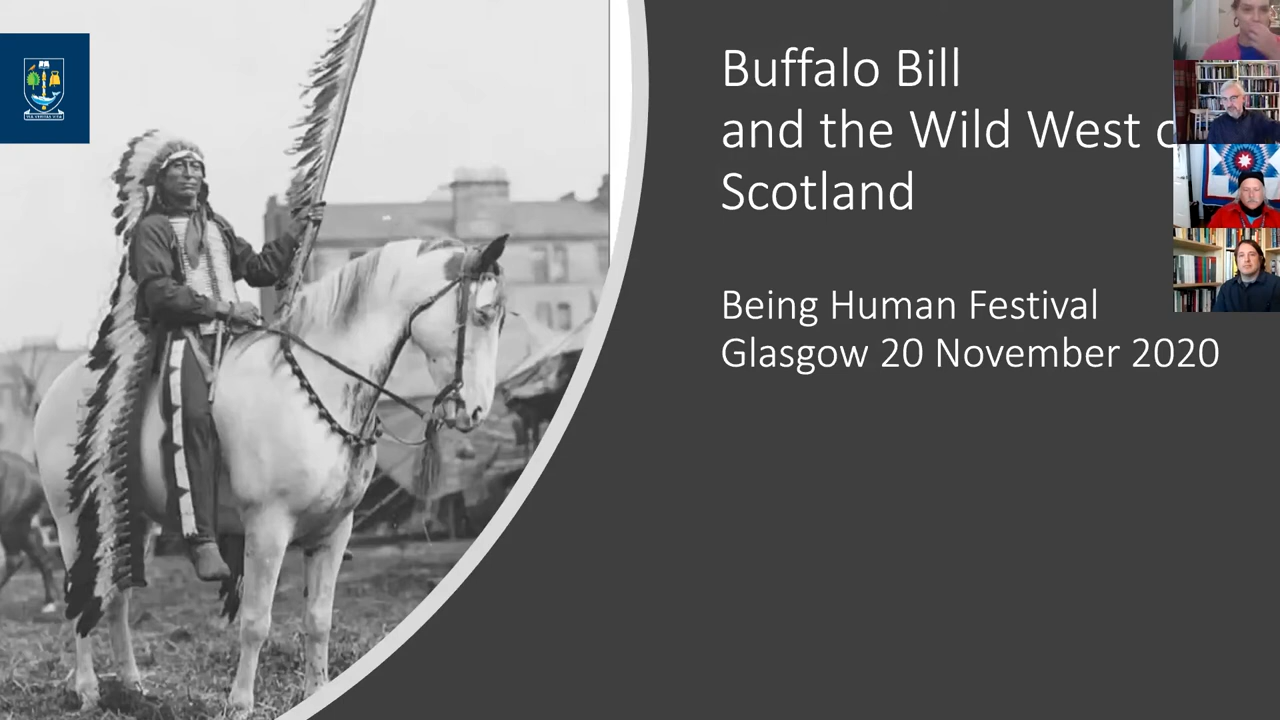 Buffalo Bill
and the Wild West
Scotland
Being Human Festival
Glasgow 20 November 2020